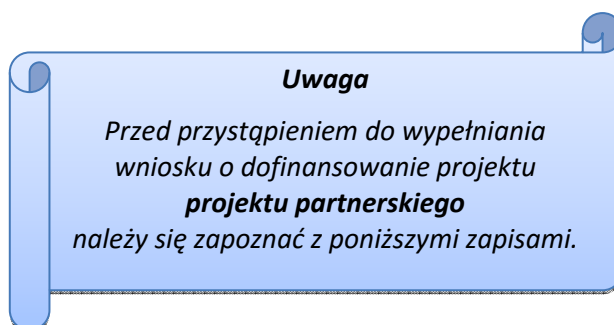 Uwaga
Przed przystąpieniem do wypełniania
wniosku o dofinansowanie projektu
projektu partnerskiego
należy się zapoznać z poniższymi zapisami.